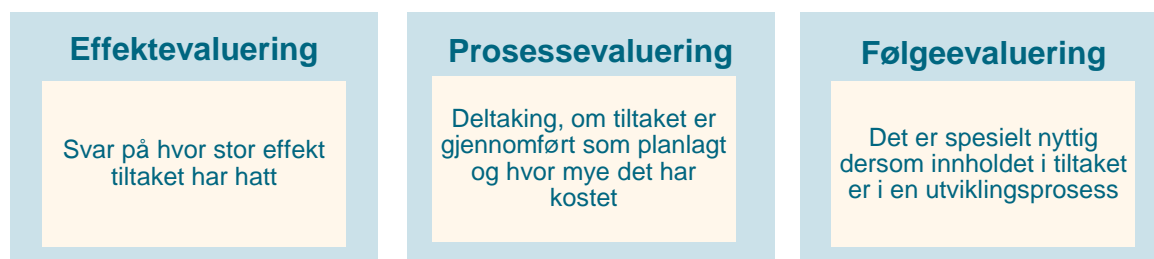 Effektevaluering
Svar på hvor stor effekt
tiltaket har hatt
Prosessevaluering
Deltaking, om tiltaket er
gjennomført som planlagt
og hvor mye det har
kostet
Følgeevaluering
Det er spesielt nyttig
dersom innholdet i tiltaket
er i en utviklingsprosess